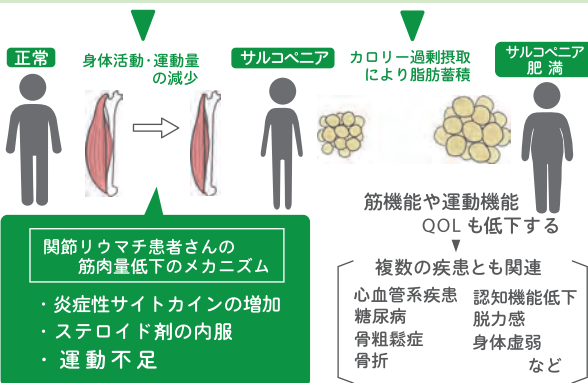 正常
身体活動・運動量
の減少
サルコペニア
カロリー過剰摂取
により脂肪蓄積
サルコペニア
肥満
関節リウマチ患者さんの
筋肉量低下のメカニズム
・炎症性サイトカインの増加
・ステロイド剤の内服
・運動不足
筋機能や運動機能
QOLも低下する
複数の疾患とも関連
心血管系疾患
糖尿病
骨粗鬆症
骨折
認知機能低下
脱力感
身体虚弱
など